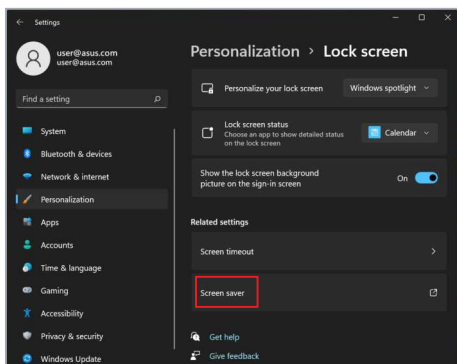 Settings
user@asus.com
user@asus.com
Find a setting
System
Bluetooth & devices
Network & internet
Personalization
Apps
Accounts
Time & language
Gaming
Accessibility
Privacy & security
Windows Update
Personalization > Lock screen
Personalize your lock screen
Windows spotlight
Lock screen status
Choose an app to show detailed status
on the lock screen
Calendar
Show the lock screen background
picture on the sign-in screen
On
Related settings
Screen timeout
Screen saver
Get help
Give feedback